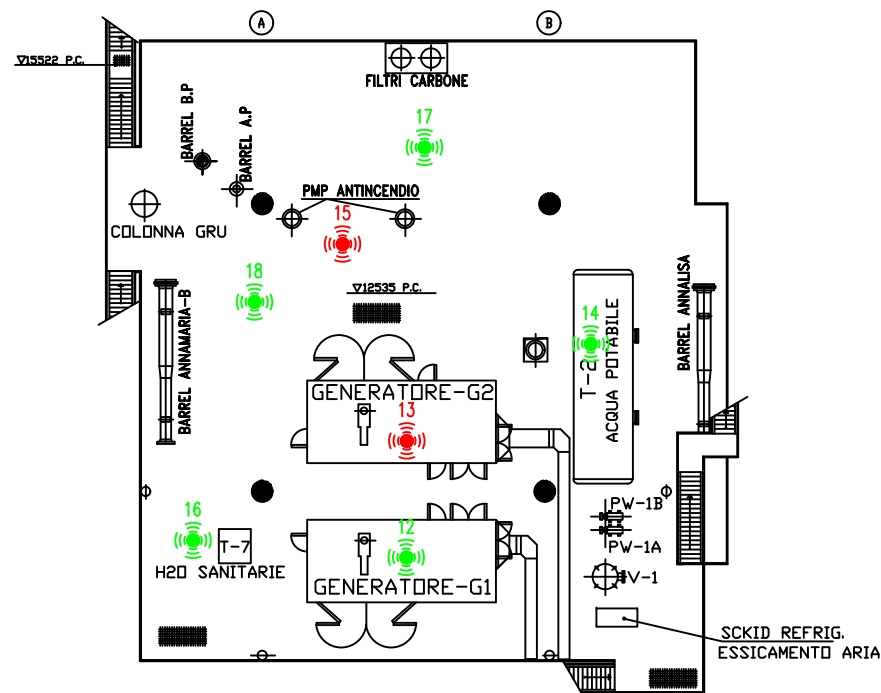 A
B
▽15522 P.C.
FILTRI CARBONE
BARREL B.P
BARREL A.P
17
PMP ANTINCENDIO
15
COLONNA GRU
18
▽12535 P.C.
14
BARREL ANNAMARIA-B
BARREL ANNALISA
T-2
ACQUA POTABILE
GENERATORE-G2
13
16
T-7
H2O SANITARIE
12
GENERATORE-G1
PW-1B
PW-1A
V-1
SCKID REFRIG.
ESSICAMENTO ARIA